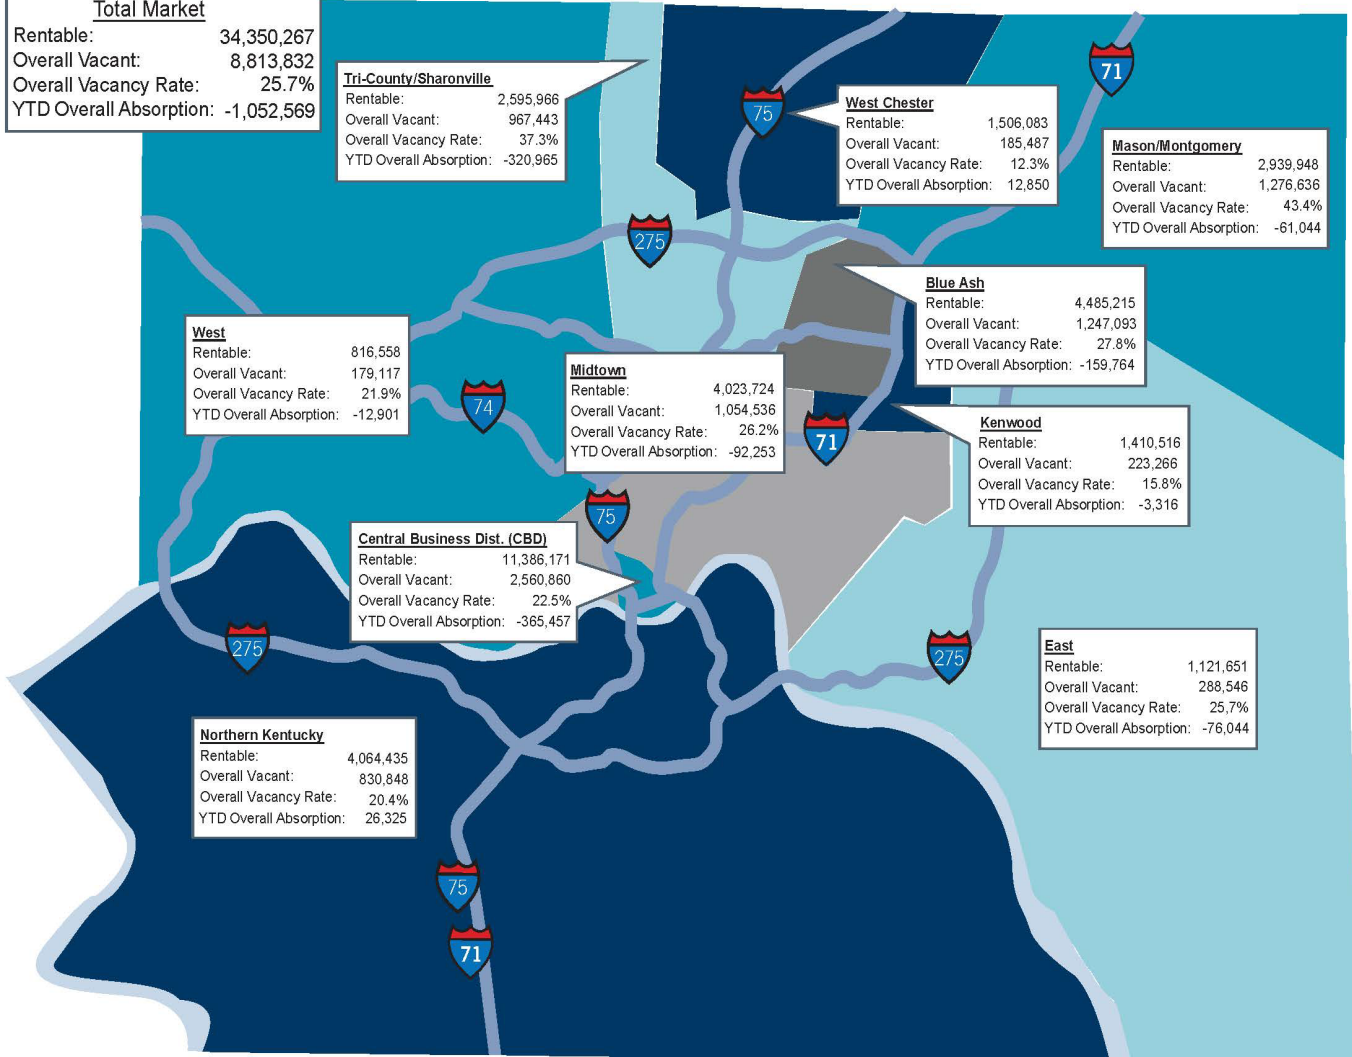 Total Market
Rentable: 34,350,267
Overall Vacant: 8,813,832
Overall Vacancy Rate: 25.7%
YTD Overall Absorption: -1,052,569
Tri-County/Sharonville
Rentable: 2,595,966
Overall Vacant: 967,443
Overall Vacancy Rate: 37.3%
YTD Overall Absorption: -320,965
71
75
West Chester
Rentable: 1,506,083
Overall Vacant: 185,487
Overall Vacancy Rate: 12.3%
YTD Overall Absorption: 12,850
Mason/Montgomery
Rentable: 2,939,948
Overall Vacant: 1,276,636
Overall Vacancy Rate: 43.4%
YTD Overall Absorption: -61,044
275
Blue Ash
Rentable: 4,485,215
Overall Vacant: 1,247,093
Overall Vacancy Rate: 27.8%
YTD Overall Absorption: -159,764
West
Rentable: 816,558
Overall Vacant: 179,117
Overall Vacancy Rate: 21.9%
YTD Overall Absorption: -12,901
74
Midtown
Rentable: 4,023,724
Overall Vacant: 1,054,536
Overall Vacancy Rate: 26.2%
YTD Overall Absorption: -92,253
71
Kenwood
Rentable: 1,410,516
Overall Vacant: 223,266
Overall Vacancy Rate: 15.8%
YTD Overall Absorption: -3,316
75
Central Business Dist. (CBD)
Rentable: 11,386,171
Overall Vacant: 2,560,860
Overall Vacancy Rate: 22.5%
YTD Overall Absorption: -365,457
275
275
East
Rentable: 1,121,651
Overall Vacant: 288,546
Overall Vacancy Rate: 25,7%
YTD Overall Absorption: -76,044
Northern Kentucky
Rentable: 4,064,435
Overall Vacant: 830,848
Overall Vacancy Rate: 20.4%
YTD Overall Absorption: 26,325
75
71